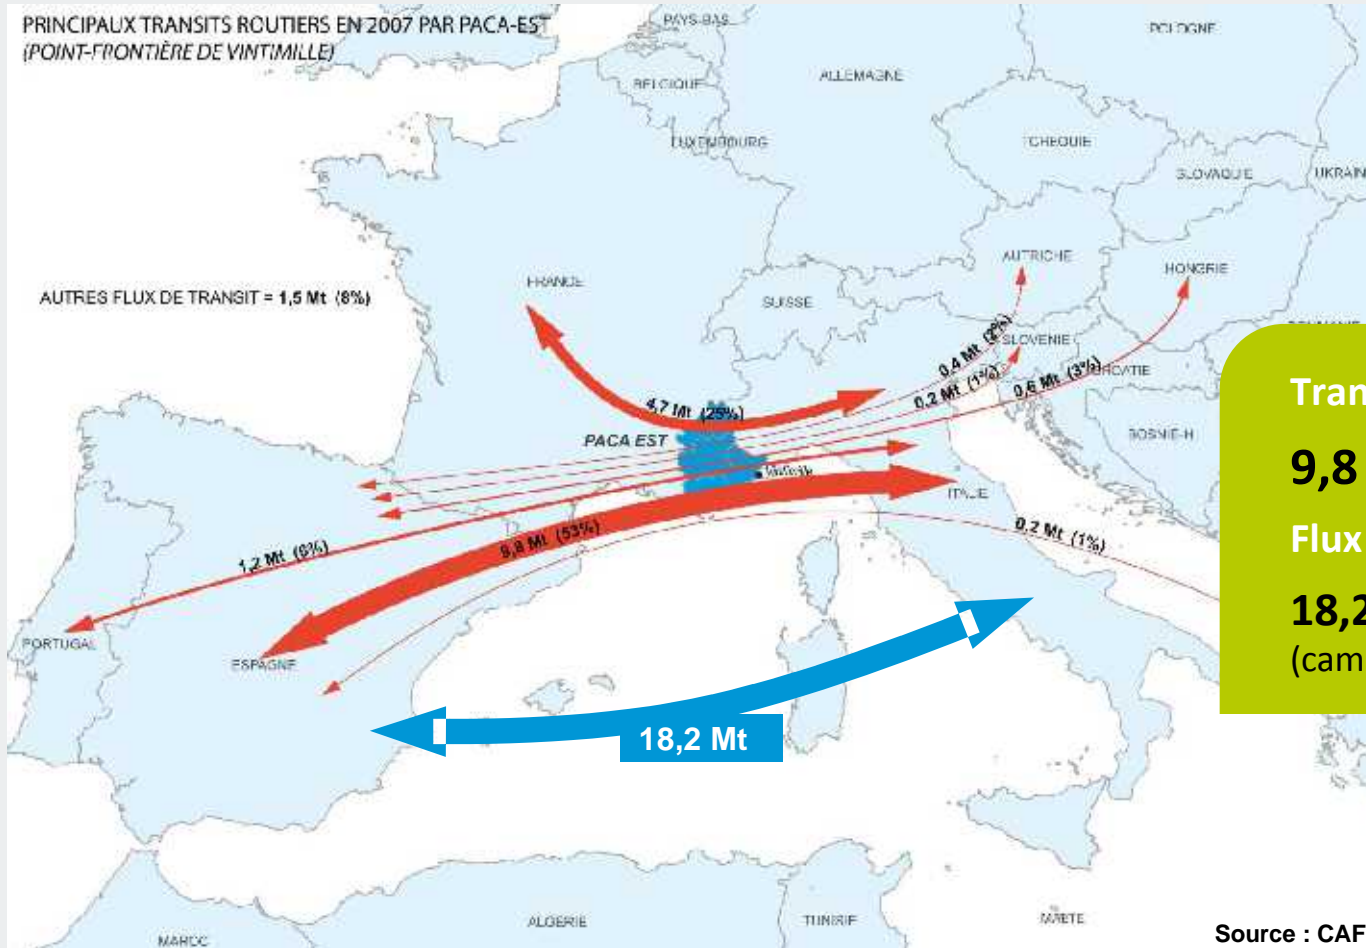 PRINCIPAUX TRANSITS ROUTIERS EN 2007 PAR PACA-EST
(POINT-FRONTIÈRE DE VINTIMILLE)
PAYS-BAS
POLOGNE
ALLEMAGNE
BELGIQUE
LUXEMBOURG
TCHEQUIE
SLOVAQUIE
UKRAIN
AUTRICHE
HONGRIE
FRANCE
SUISSE
AUTRES FLUX DE TRANSIT = 1,5 Mt (8%)
SLOVENIE
0,4 Mt (2%)
0,2 Mt (1%)
0,6 Mt (3%)
CROATIE
4,7 Mt (25%)
PACA EST
Vintimille
BOSNIE-H
ITALIE
Tran
9,8
Flux
18,2
(cam
1,2 Mt (6%)
9,8 Mt (53%)
0,2 Mt (1%)
PORTUGAL
ESPAGNE
18,2 Mt
ALGERIE
TUNISIE
MAROC
Source : CAF